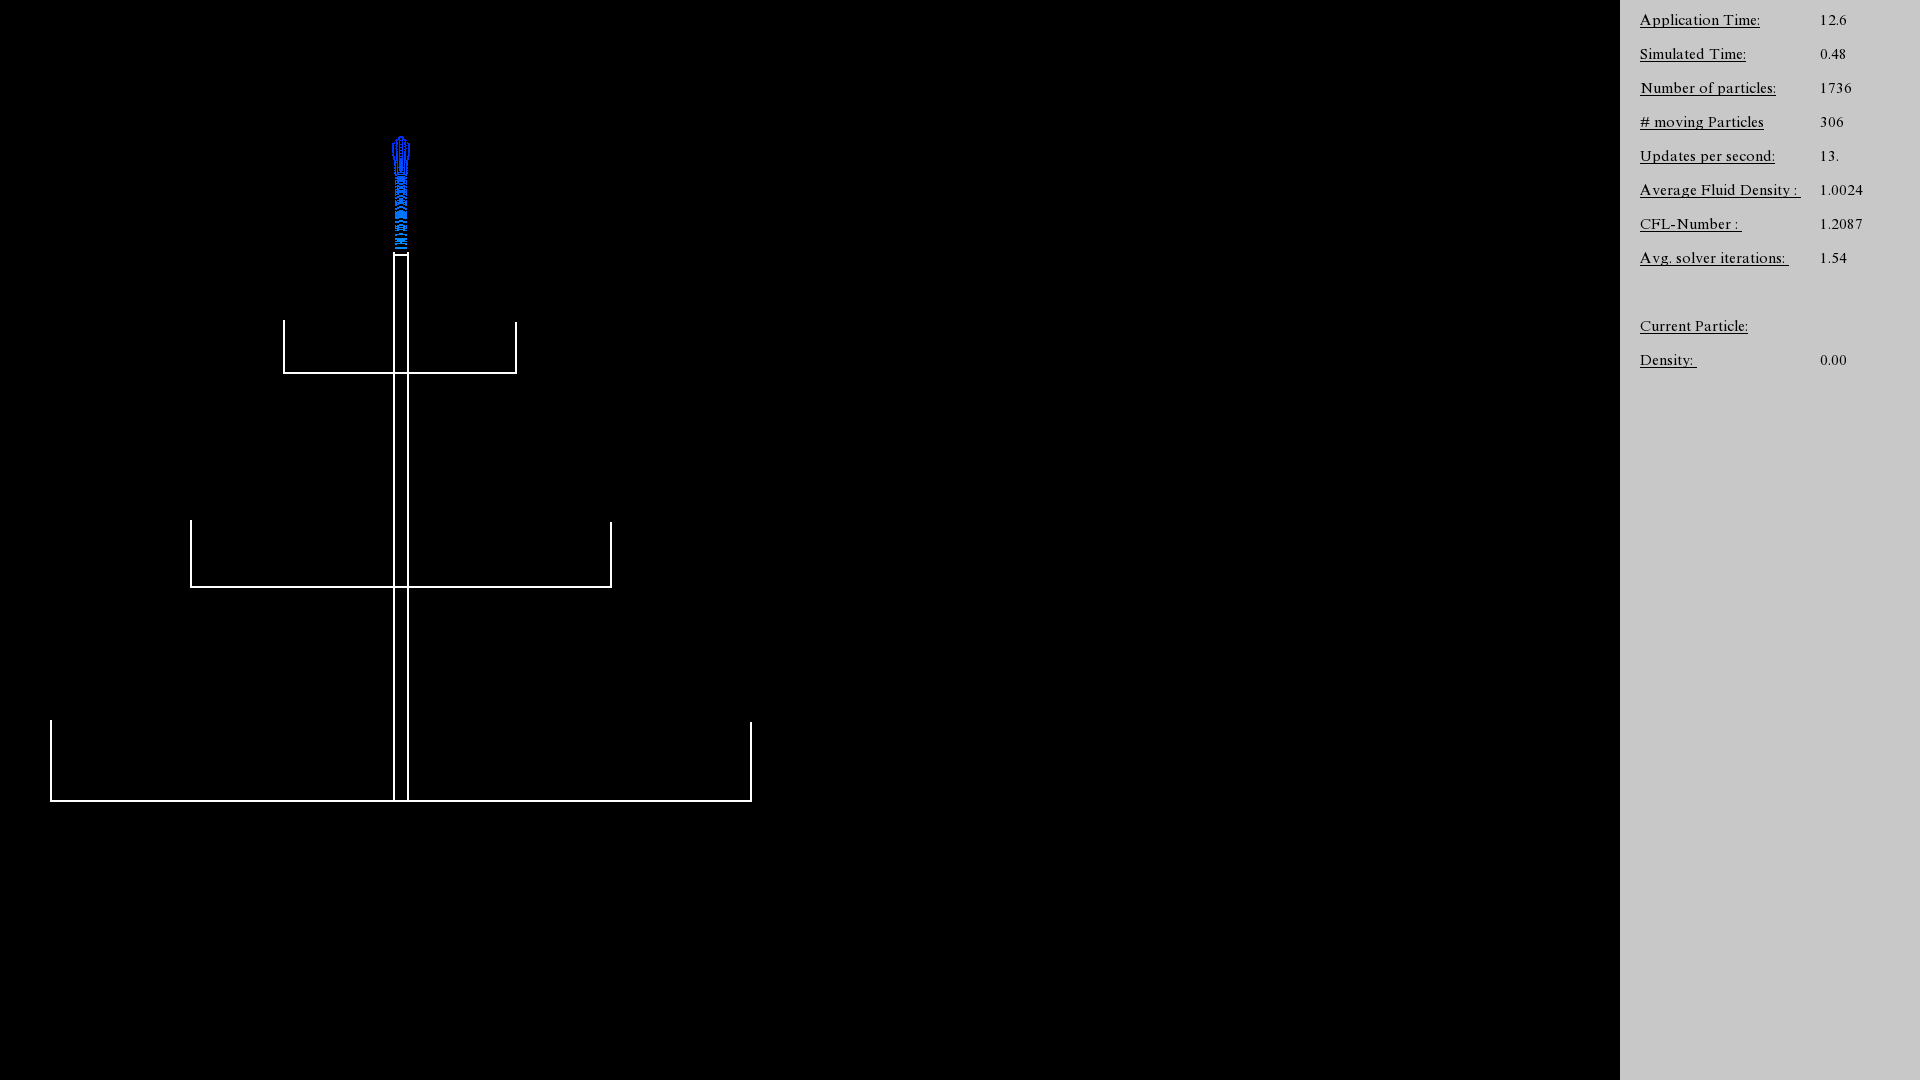 Application Time: 12.6
Simulated Time: 0.48
Number of particles: 1736
# moving Particles 306
Updates per second: 13.
Average Fluid Density : 1.0024
CFL-Number : 1.2087
Avg. solver iterations: 1.54
Current Particle:
Density: 0.00